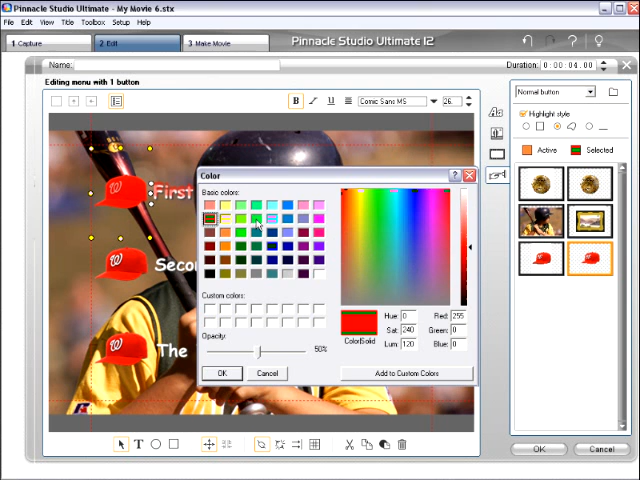 Pinnacle Studio Ultimate - My Movie 6.stx
File Edit View Title Toolbox Setup My Movie
1 Capture
2 Edit
3 Make Movie
Pinnacle Studio Ultimate 12
Name:
Duration: 0:00:04.00
Editing menu with 1 button
B I U
Comic Sans MS
26.
Normal button
Highlight style
Active
Selected
First
Secon
The
W
W
W
Color
Basic colors:
Custom colors:
Opacity:
50%
OK
Cancel
Color|Solid
Hue: 0
Sat: 240
Lum: 120
Red: 255
Green: 0
Blue: 0
Add to Custom Colors
T
OK
Cancel